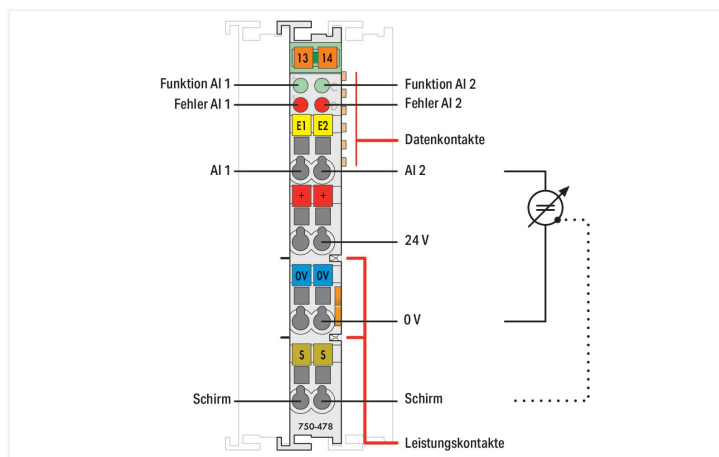 13 14
Funktion AI 1
Funktion AI 2
Fehler AI 1
Fehler AI 2
E1 E2
Datenkontakte
AI 1
AI 2
+ +
24 V
0V 0V
0 V
S S
Schirm
Schirm
750-478
Leistungskontakte